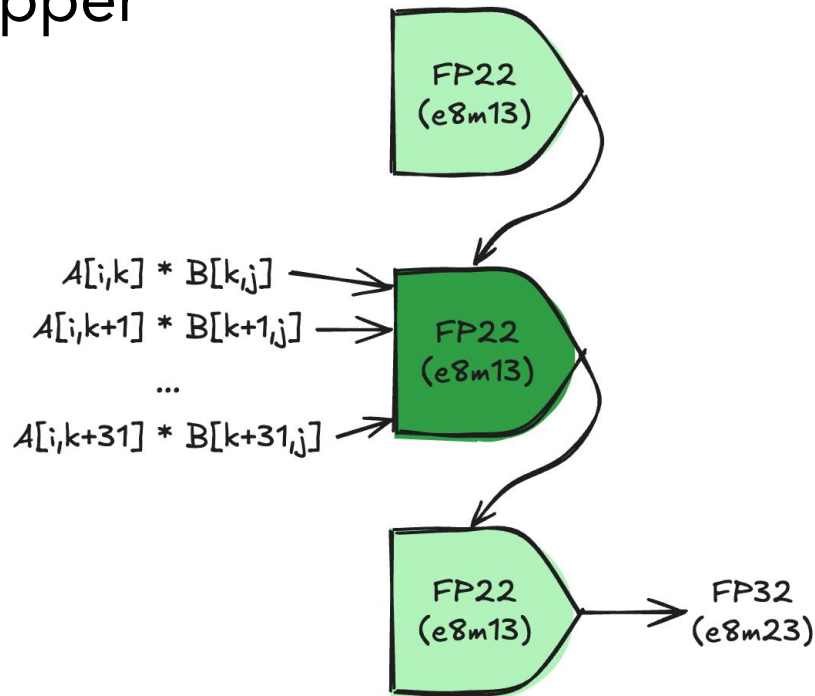 pper
FP22
(e8m13)
A[i,k] * B[k,j]
A[i,k+1] * B[k+1,j]
...
A[i,k+31] * B[k+31,j]
FP22
(e8m13)
FP22
(e8m13)
FP32
(e8m23)